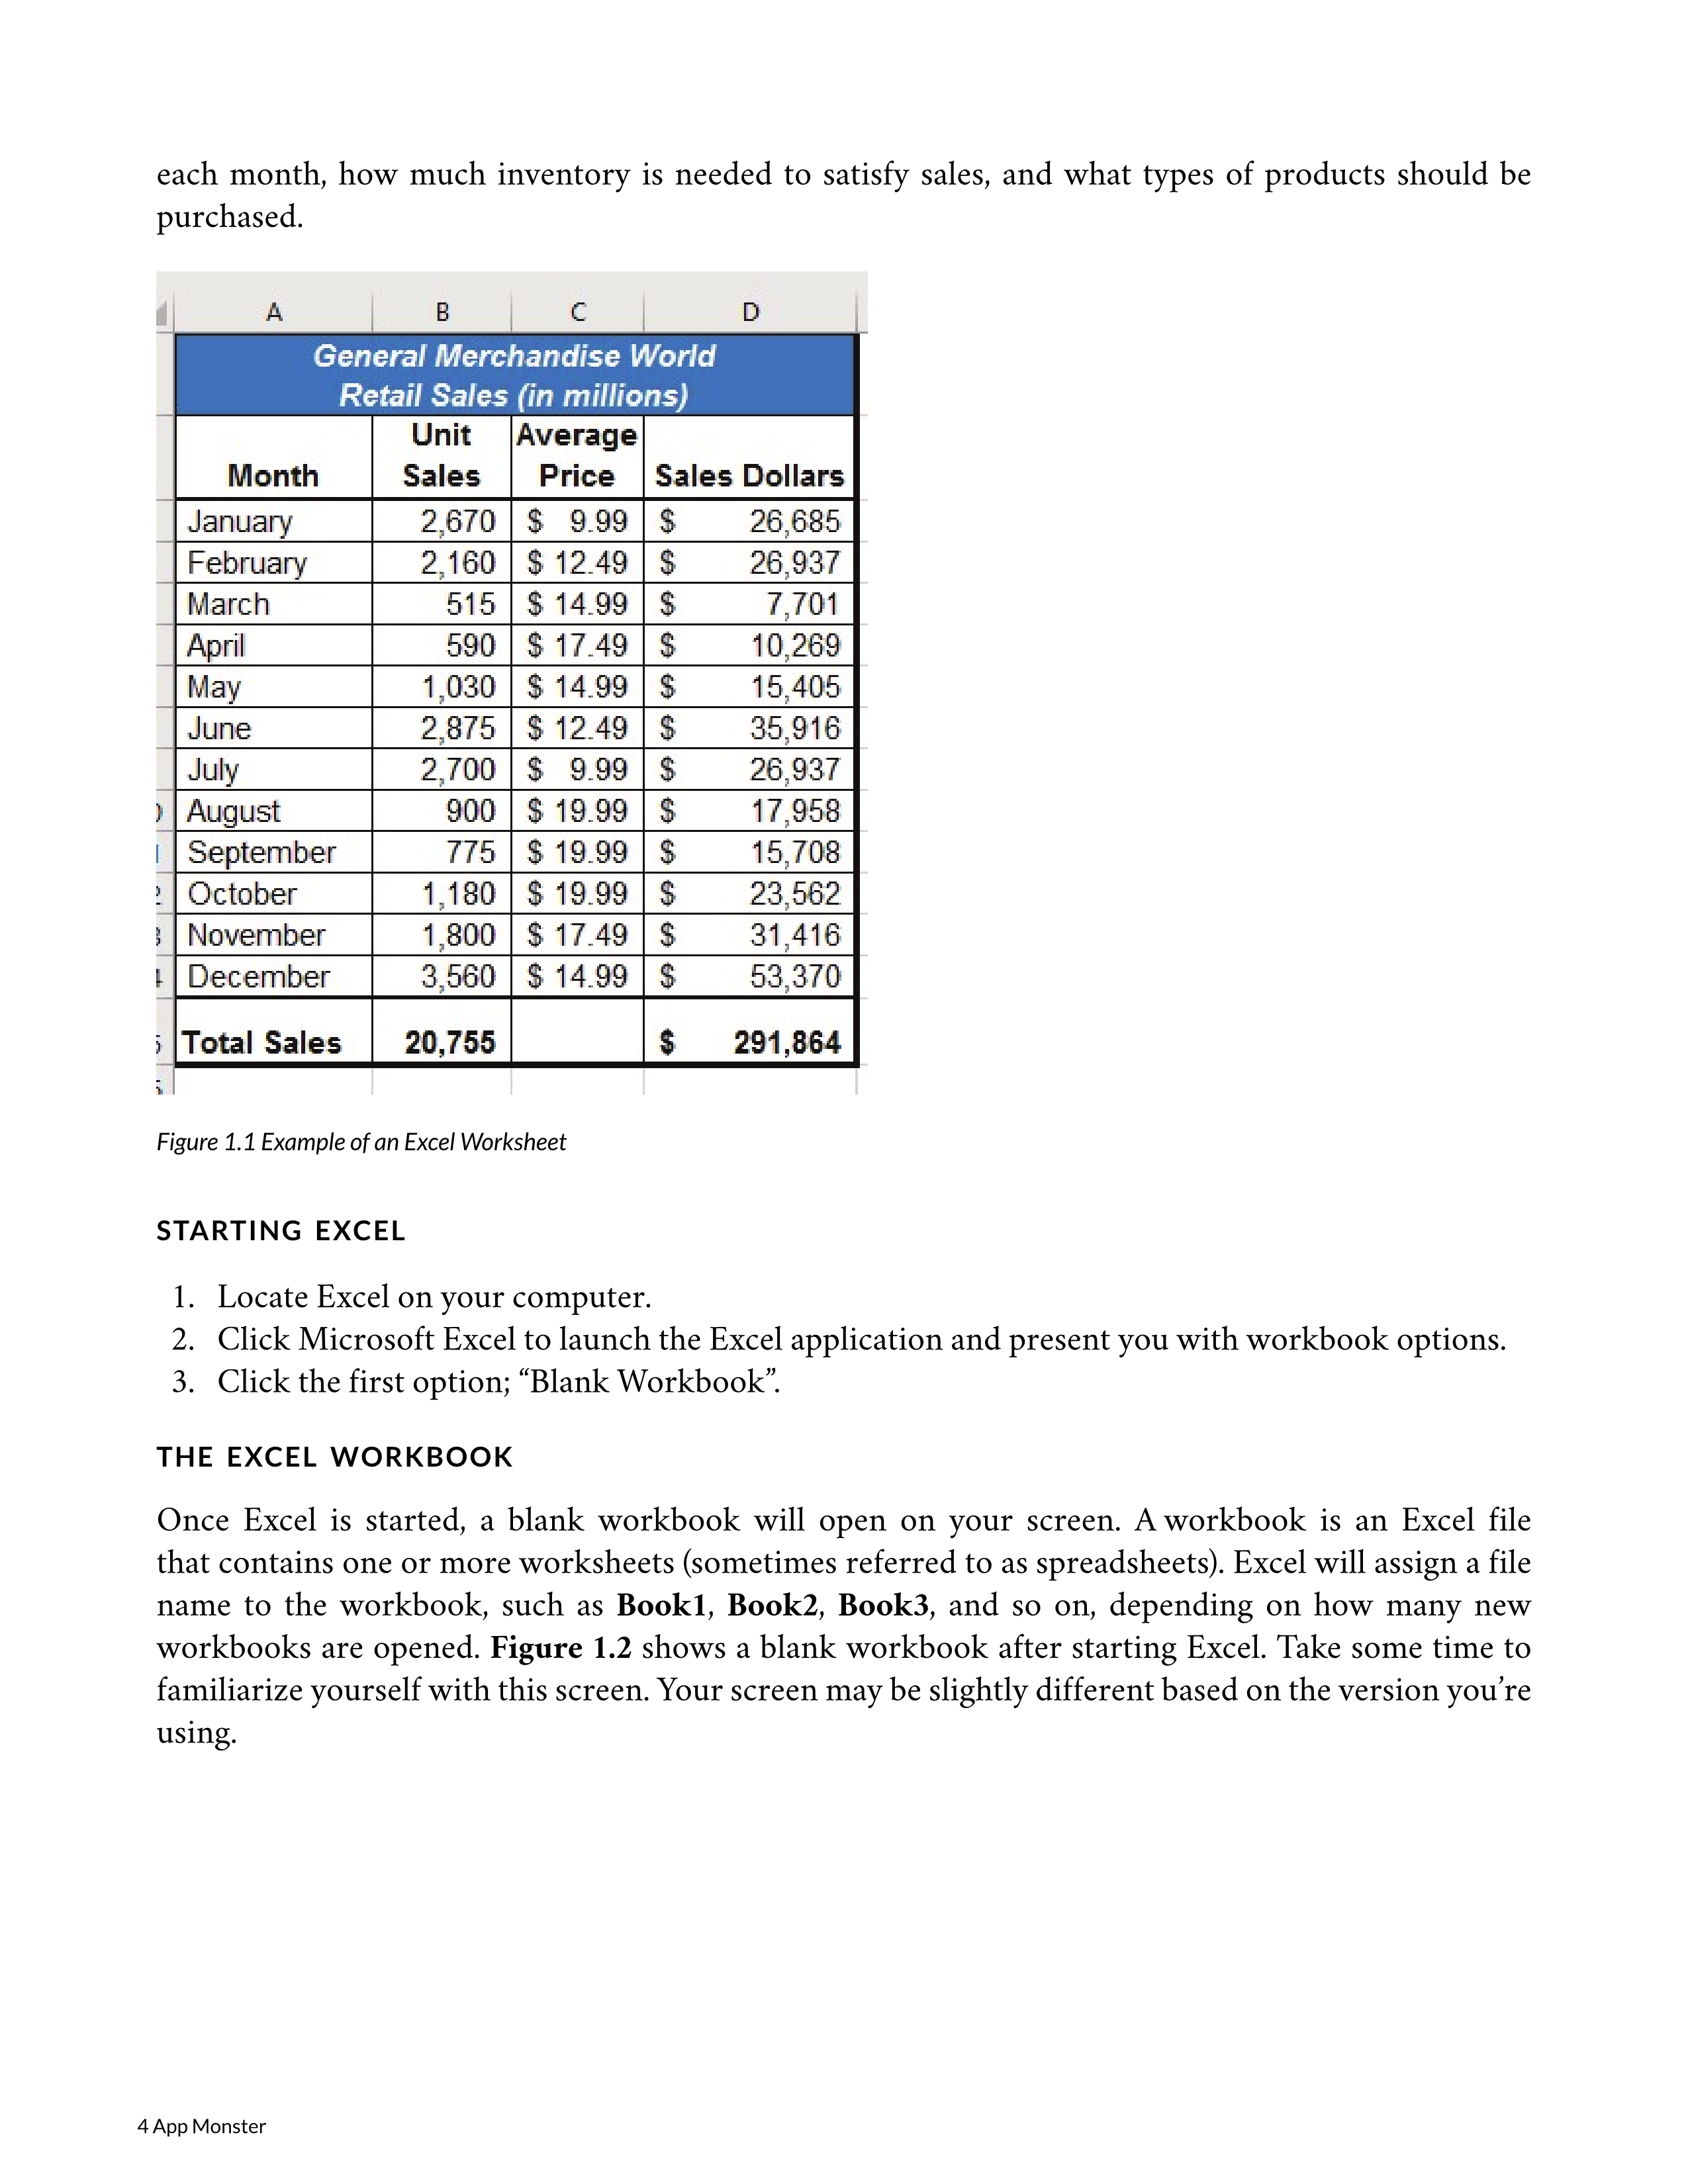 each month, how much inventory is needed to satisfy sales, and what types of products should be
purchased.
A B C D
General Merchandise World
Retail Sales (in millions)
Unit Average
Month Sales Price Sales Dollars
January 2,670 $ 9.99 $ 26,685
February 2,160 $ 12.49 $ 26,937
March 515 $ 14.99 $ 7,701
April 590 $ 17.49 $ 10,269
May 1,030 $ 14.99 $ 15,405
June 2,875 $ 12.49 $ 35,916
July 2,700 $ 9.99 $ 26,937
August 900 $ 19.99 $ 17,958
September 775 $ 19.99 $ 15,708
October 1,180 $ 19.99 $ 23,562
November 1,800 $ 17.49 $ 31,416
December 3,560 $ 14.99 $ 53,370
Total Sales 20,755 $ 291,864
Figure 1.1 Example of an Excel Worksheet
STARTING EXCEL
1. Locate Excel on your computer.
2. Click Microsoft Excel to launch the Excel application and present you with workbook options.
3. Click the first option; “Blank Workbook”.
THE EXCEL WORKBOOK
Once Excel is started, a blank workbook will open on your screen. A workbook is an Excel file
that contains one or more worksheets (sometimes referred to as spreadsheets). Excel will assign a file
name to the workbook, such as Book1, Book2, Book3, and so on, depending on how many new
workbooks are opened. Figure 1.2 shows a blank workbook after starting Excel. Take some time to
familiarize yourself with this screen. Your screen may be slightly different based on the version you’re
using.
4 App Monster